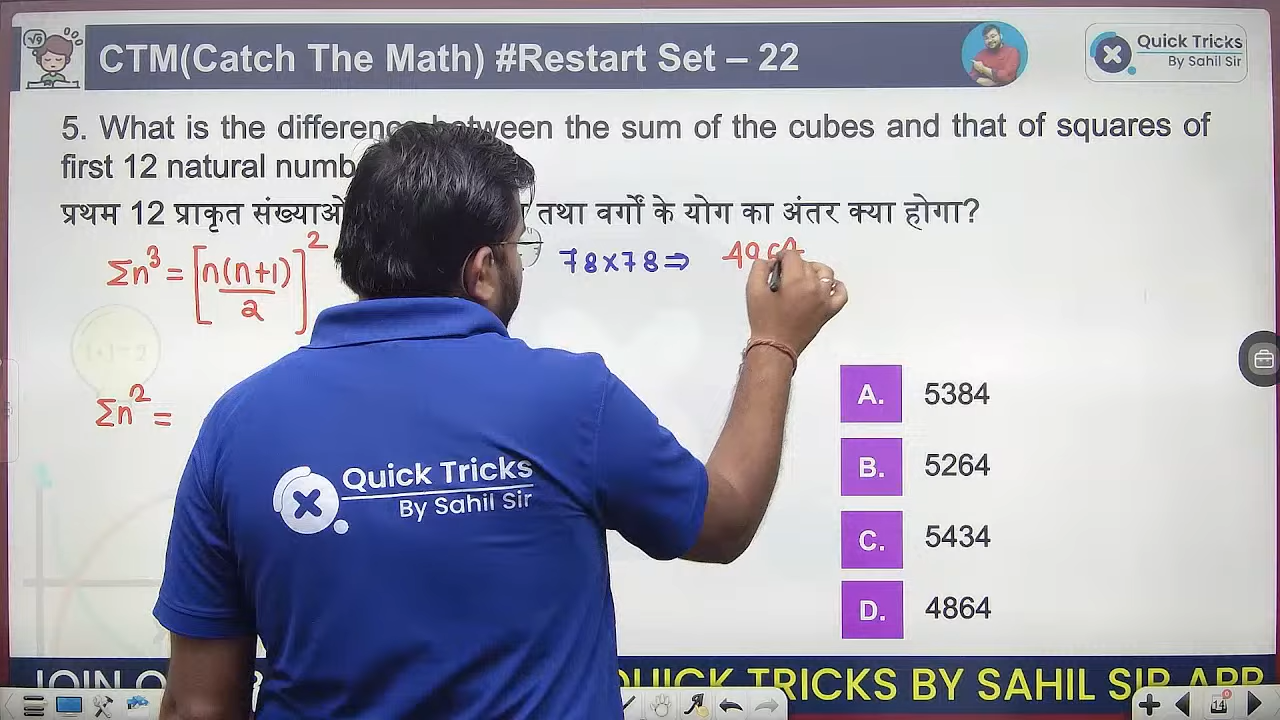 CTM(Catch The Math) #Restart Set – 22
Quick Tricks
By Sahil Sir
5. What is the difference between the sum of the cubes and that of squares of
first 12 natural
प्रथम 12 प्राकृत तथा वर्गों के योग का अंतर क्या होगा?
Σn³ = [n(n+1)/2]²
78×78⇒
Σn² =
A. 5384
B. 5264
C. 5434
D. 4864
Quick Tricks
By Sahil Sir
JOIN QUICK TRICKS BY SAHIL SIR APP
14